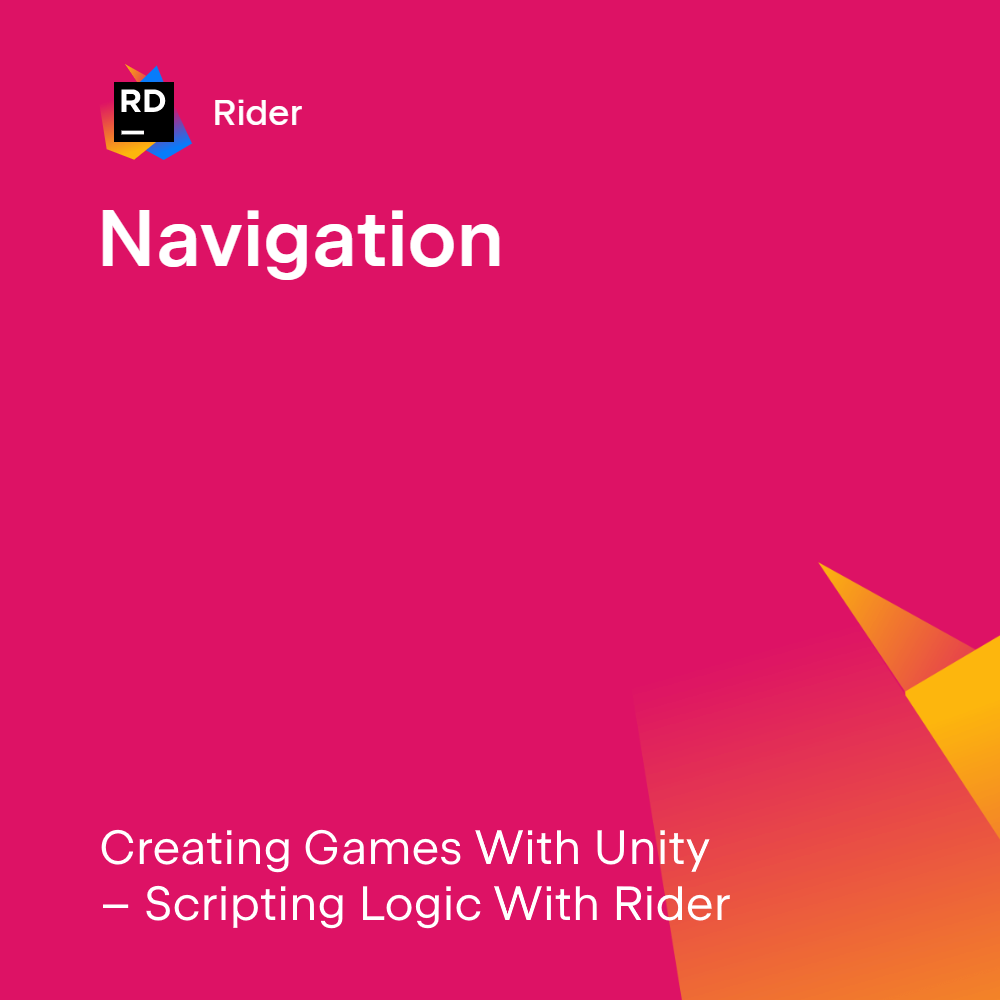 RD
Rider
Navigation
Creating Games With Unity
– Scripting Logic With Rider